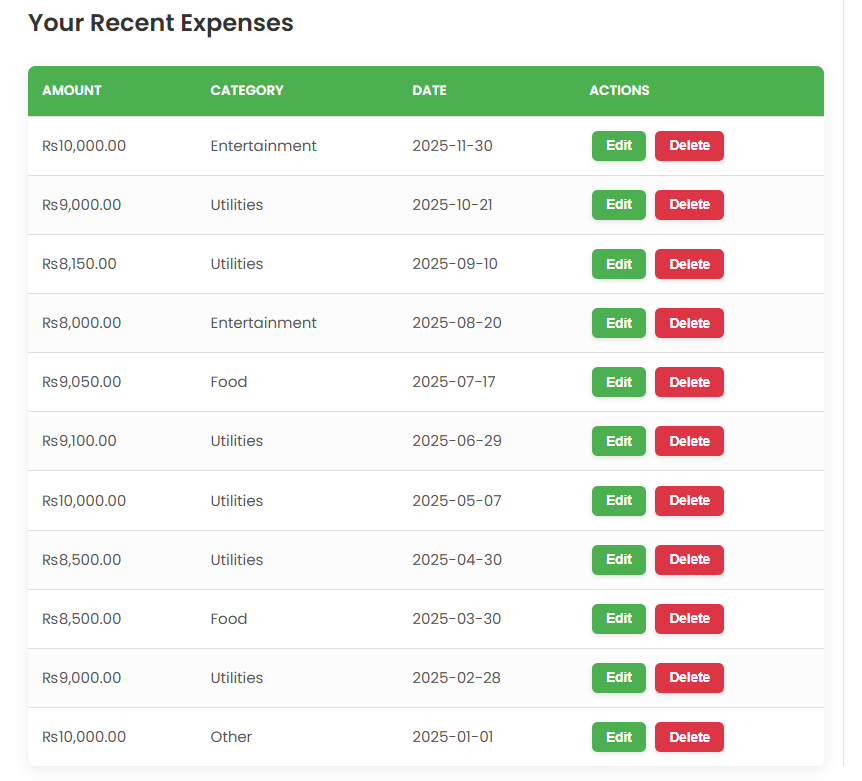 Your Recent Expenses
AMOUNT CATEGORY DATE ACTIONS
Rs10,000.00 Entertainment 2025-11-30 Edit Delete
Rs9,000.00 Utilities 2025-10-21 Edit Delete
Rs8,150.00 Utilities 2025-09-10 Edit Delete
Rs8,000.00 Entertainment 2025-08-20 Edit Delete
Rs9,050.00 Food 2025-07-17 Edit Delete
Rs9,100.00 Utilities 2025-06-29 Edit Delete
Rs10,000.00 Utilities 2025-05-07 Edit Delete
Rs8,500.00 Utilities 2025-04-30 Edit Delete
Rs8,500.00 Food 2025-03-30 Edit Delete
Rs9,000.00 Utilities 2025-02-28 Edit Delete
Rs10,000.00 Other 2025-01-01 Edit Delete